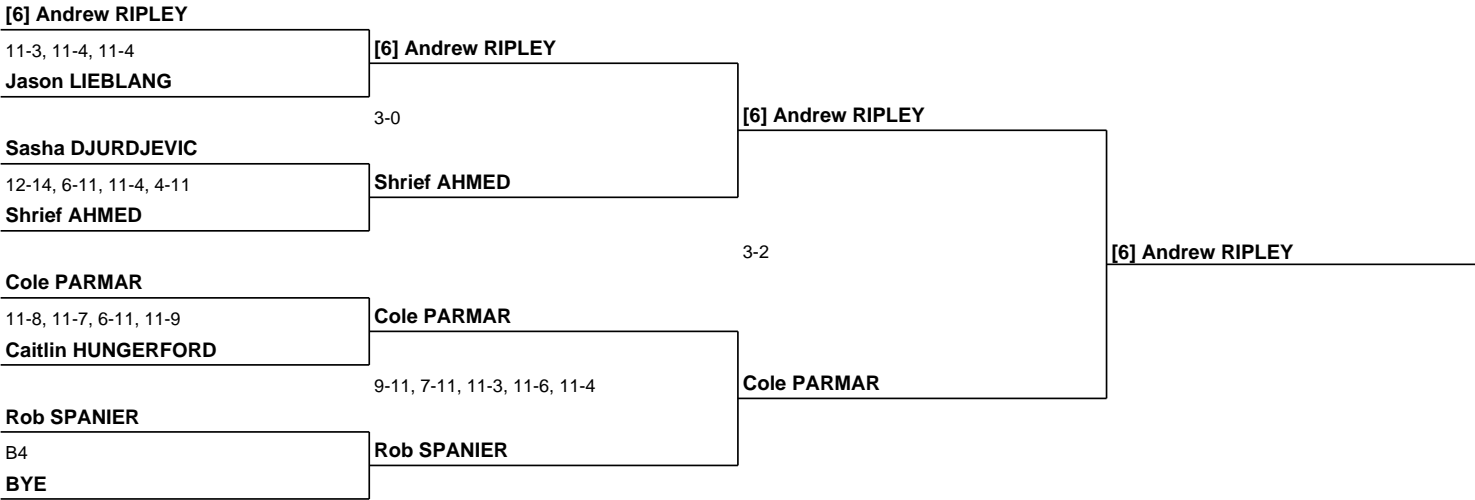 [6] Andrew RIPLEY
11-3, 11-4, 11-4
Jason LIEBLANG
Sasha DJURDJEVIC
12-14, 6-11, 11-4, 4-11
Shrief AHMED
Cole PARMAR
11-8, 11-7, 6-11, 11-9
Caitlin HUNGERFORD
Rob SPANIER
B4
BYE
[6] Andrew RIPLEY
3-0
Shrief AHMED
Cole PARMAR
9-11, 7-11, 11-3, 11-6, 11-4
Rob SPANIER
[6] Andrew RIPLEY
3-2
Cole PARMAR
[6] Andrew RIPLEY